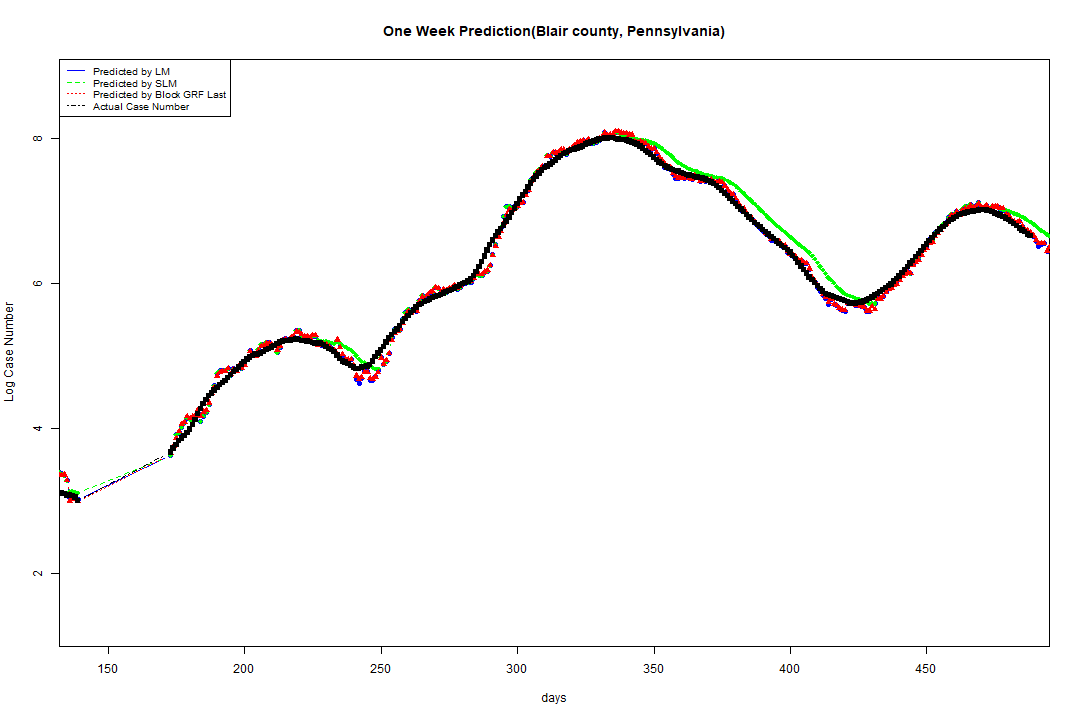 One Week Prediction(Blair county, Pennsylvania)
Predicted by LM
Predicted by SLM
Predicted by Block GRF Last
Actual Case Number
8
6
4
2
Log Case Number
150 200 250 300 350 400 450
days